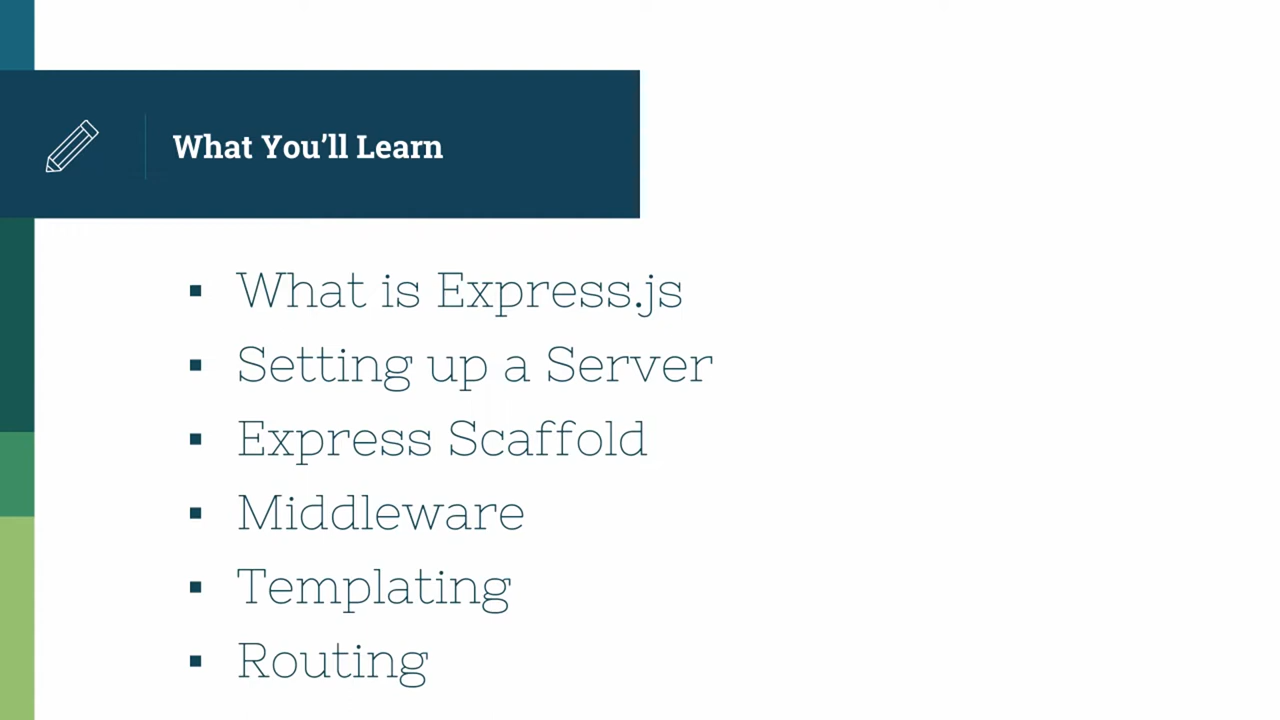 What You’ll Learn
▪ What is Express.js
▪ Setting up a Server
▪ Express Scaffold
▪ Middleware
▪ Templating
▪ Routing